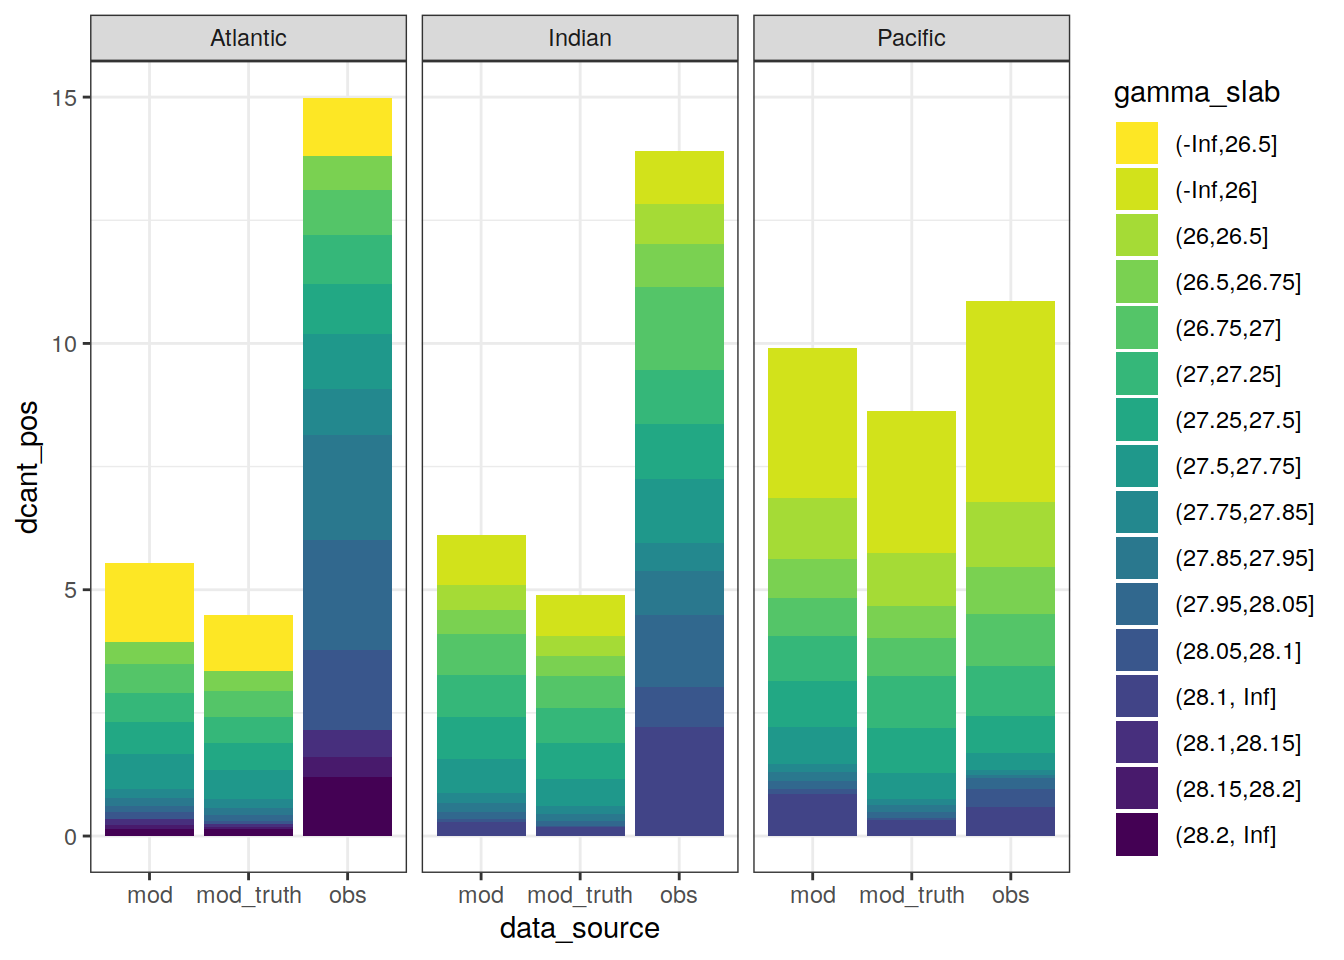 Atlantic Indian Pacific
15
10
5
0
dcant_pos
mod mod_truth obs mod mod_truth obs mod mod_truth obs
data_source
gamma_slab
(-Inf,26.5]
(-Inf,26]
(26,26.5]
(26.5,26.75]
(26.75,27]
(27,27.25]
(27.25,27.5]
(27.5,27.75]
(27.75,27.85]
(27.85,27.95]
(27.95,28.05]
(28.05,28.1]
(28.1, Inf]
(28.1,28.15]
(28.15,28.2]
(28.2, Inf]